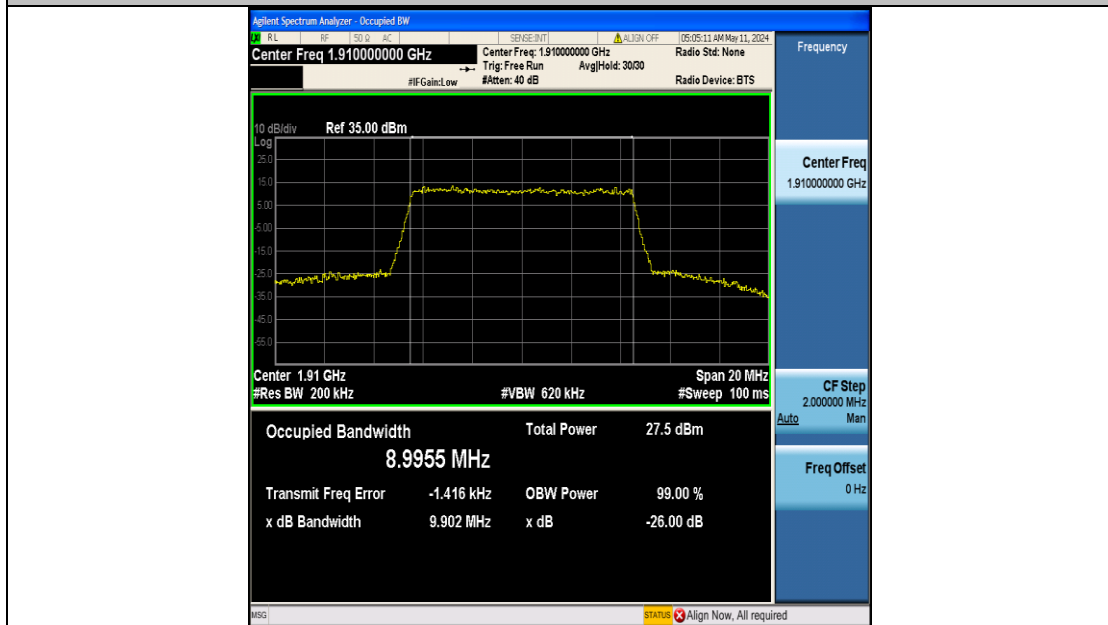 Agilent Spectrum Analyzer - Occupied BW
LXI RL RF 50 Ω AC SENSE:INT ALIGN OFF 05:05:11 AM May 11, 2024
Center Freq 1.910000000 GHz
Center Freq: 1.910000000 GHz
Radio Std: None
Trig: Free Run Avg|Hold: 30/30
#IFGain:Low #Atten: 40 dB Radio Device: BTS
Frequency
10 dB/div Ref 35.00 dBm
Log
25.0
15.0
5.00
-5.00
-15.0
-25.0
-35.0
-45.0
-55.0
Center 1.91 GHz Span 20 MHz
#Res BW 200 kHz #VBW 620 kHz #Sweep 100 ms
Occupied Bandwidth Total Power 27.5 dBm
8.9955 MHz
Transmit Freq Error -1.416 kHz OBW Power 99.00 %
x dB Bandwidth 9.902 MHz x dB -26.00 dB
Center Freq
1.910000000 GHz
CF Step
2.000000 MHz
Auto Man
Freq Offset
0 Hz
MSG STATUS Align Now, All required